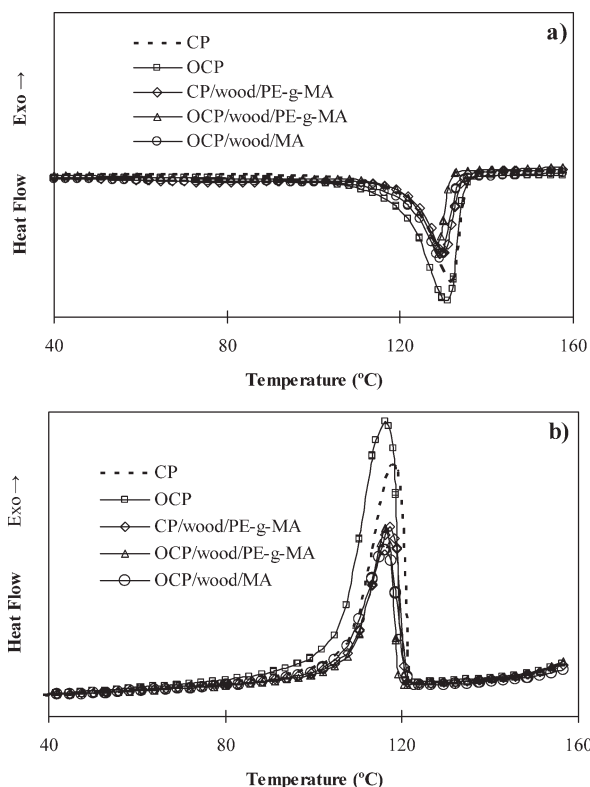 a)
CP
OCP
CP/wood/PE-g-MA
OCP/wood/PE-g-MA
OCP/wood/MA
Heat Flow Exo →
40 80 120 160
Temperature (ºC)
b)
CP
OCP
CP/wood/PE-g-MA
OCP/wood/PE-g-MA
OCP/wood/MA
Heat Flow Exo →
40 80 120 160
Temperature (ºC)